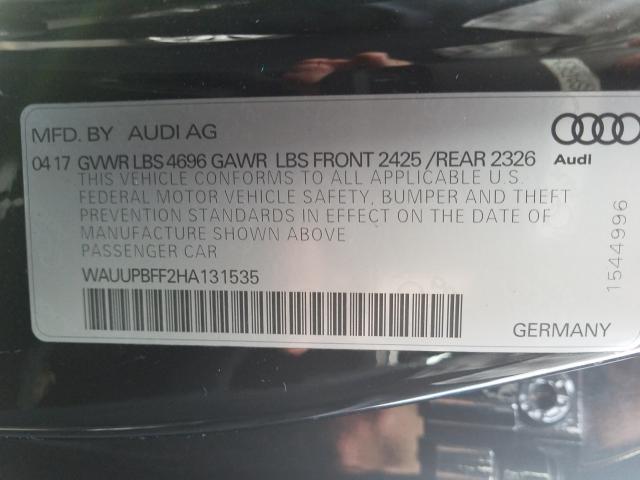 MFD. BY AUDI AG
04 17 GVWR LBS 4696 GAWR LBS FRONT 2425 / REAR 2326
THIS VEHICLE CONFORMS TO ALL APPLICABLE U.S.
FEDERAL MOTOR VEHICLE SAFETY, BUMPER AND THEFT
PREVENTION STANDARDS IN EFFECT ON THE DATE OF
MANUFACTURE SHOWN ABOVE
PASSENGER CAR
WAUUPBFF2HA131535
Audi
1544996
GERMANY